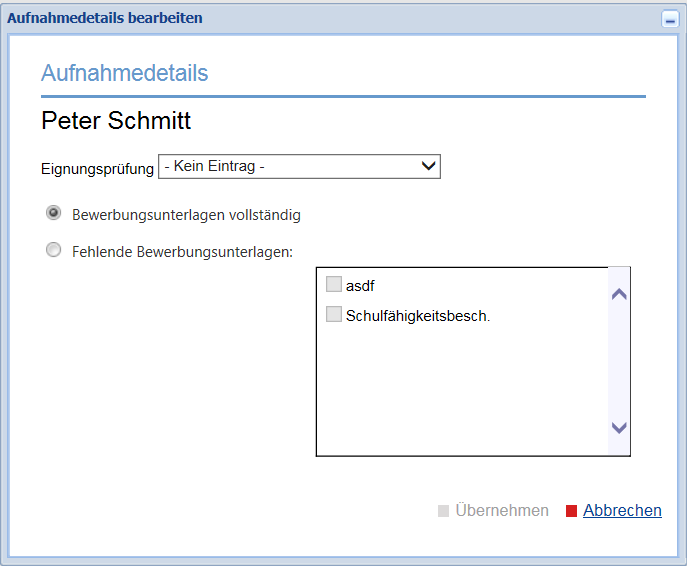 Aufnahmedetails bearbeiten
Aufnahmedetails
Peter Schmitt
Eignungsprüfung - Kein Eintrag -
Bewerbungsunterlagen vollständig
Fehlende Bewerbungsunterlagen:
asdf
Schulfähigkeitsbesch.
Übernehmen Abbrechen